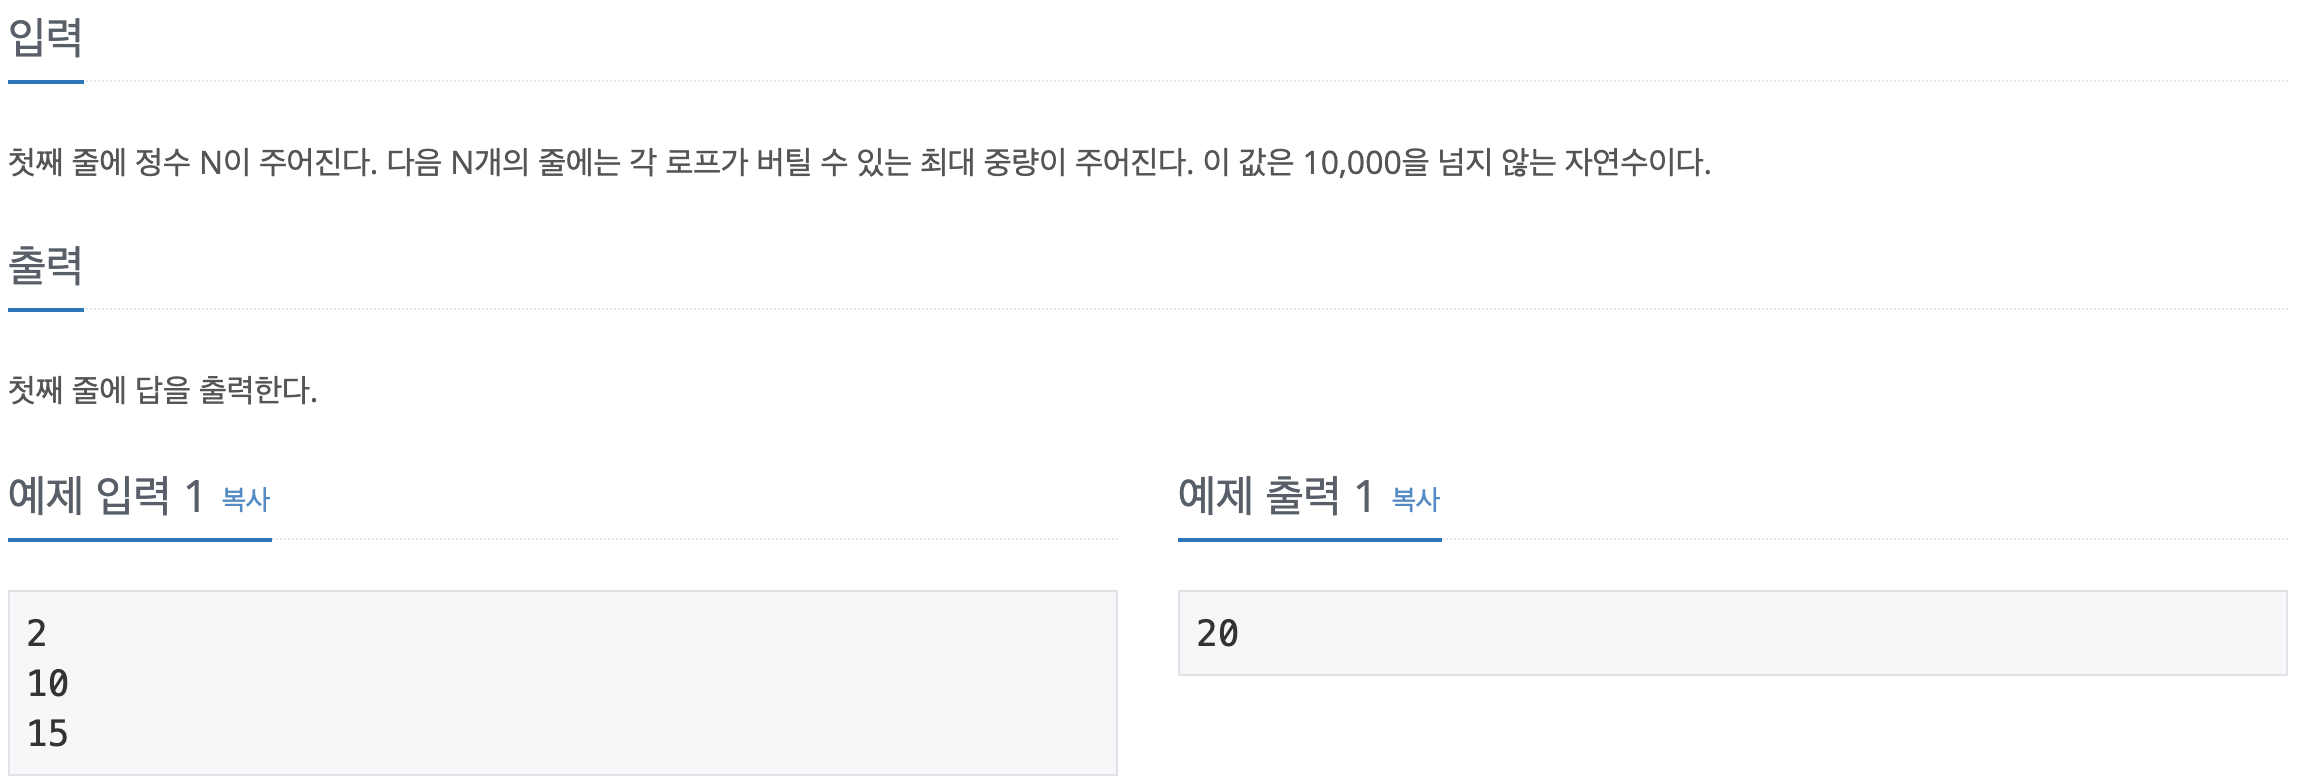 입력
첫째 줄에 정수 N이 주어진다. 다음 N개의 줄에는 각 로프가 버틸 수 있는 최대 중량이 주어진다. 이 값은 10,000을 넘지 않는 자연수이다.
출력
첫째 줄에 답을 출력한다.
예제 입력 1 복사
2
10
15
예제 출력 1 복사
20